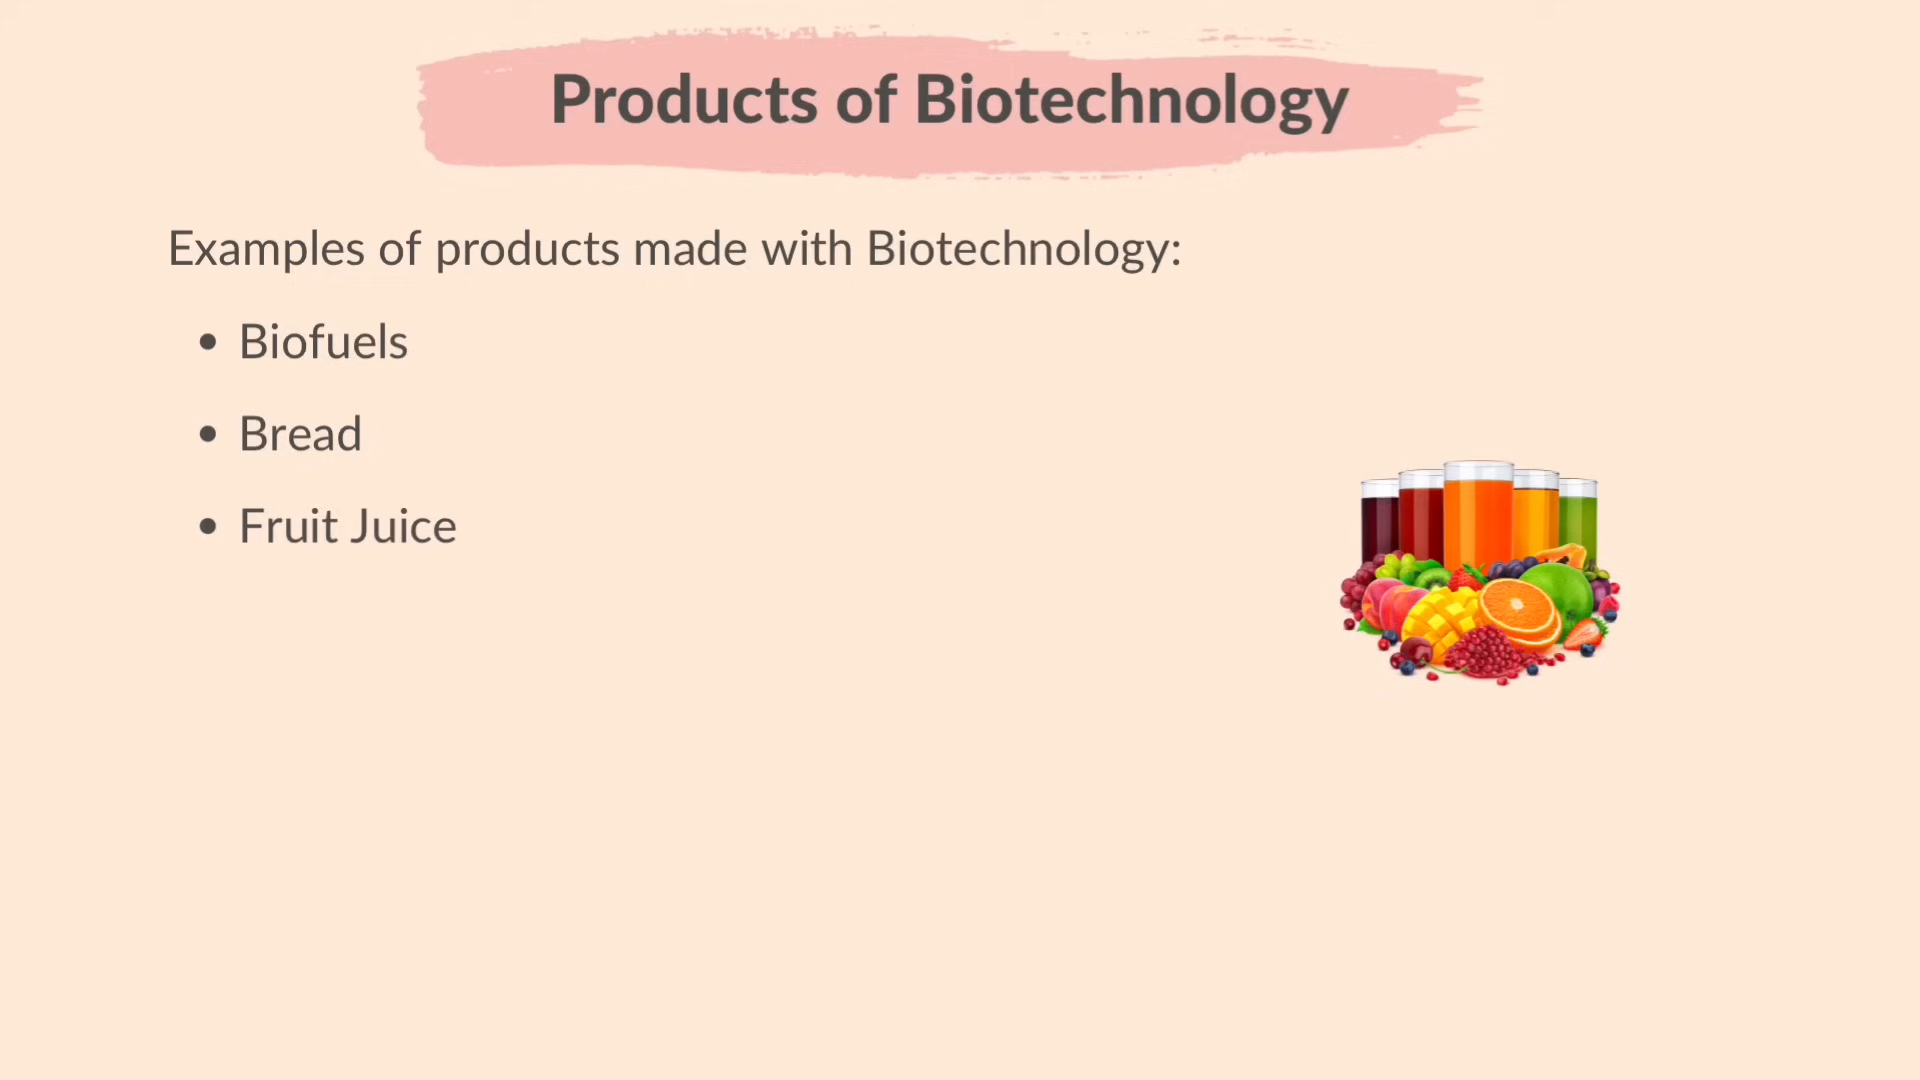 Products of Biotechnology
Examples of products made with Biotechnology:
• Biofuels
• Bread
• Fruit Juice